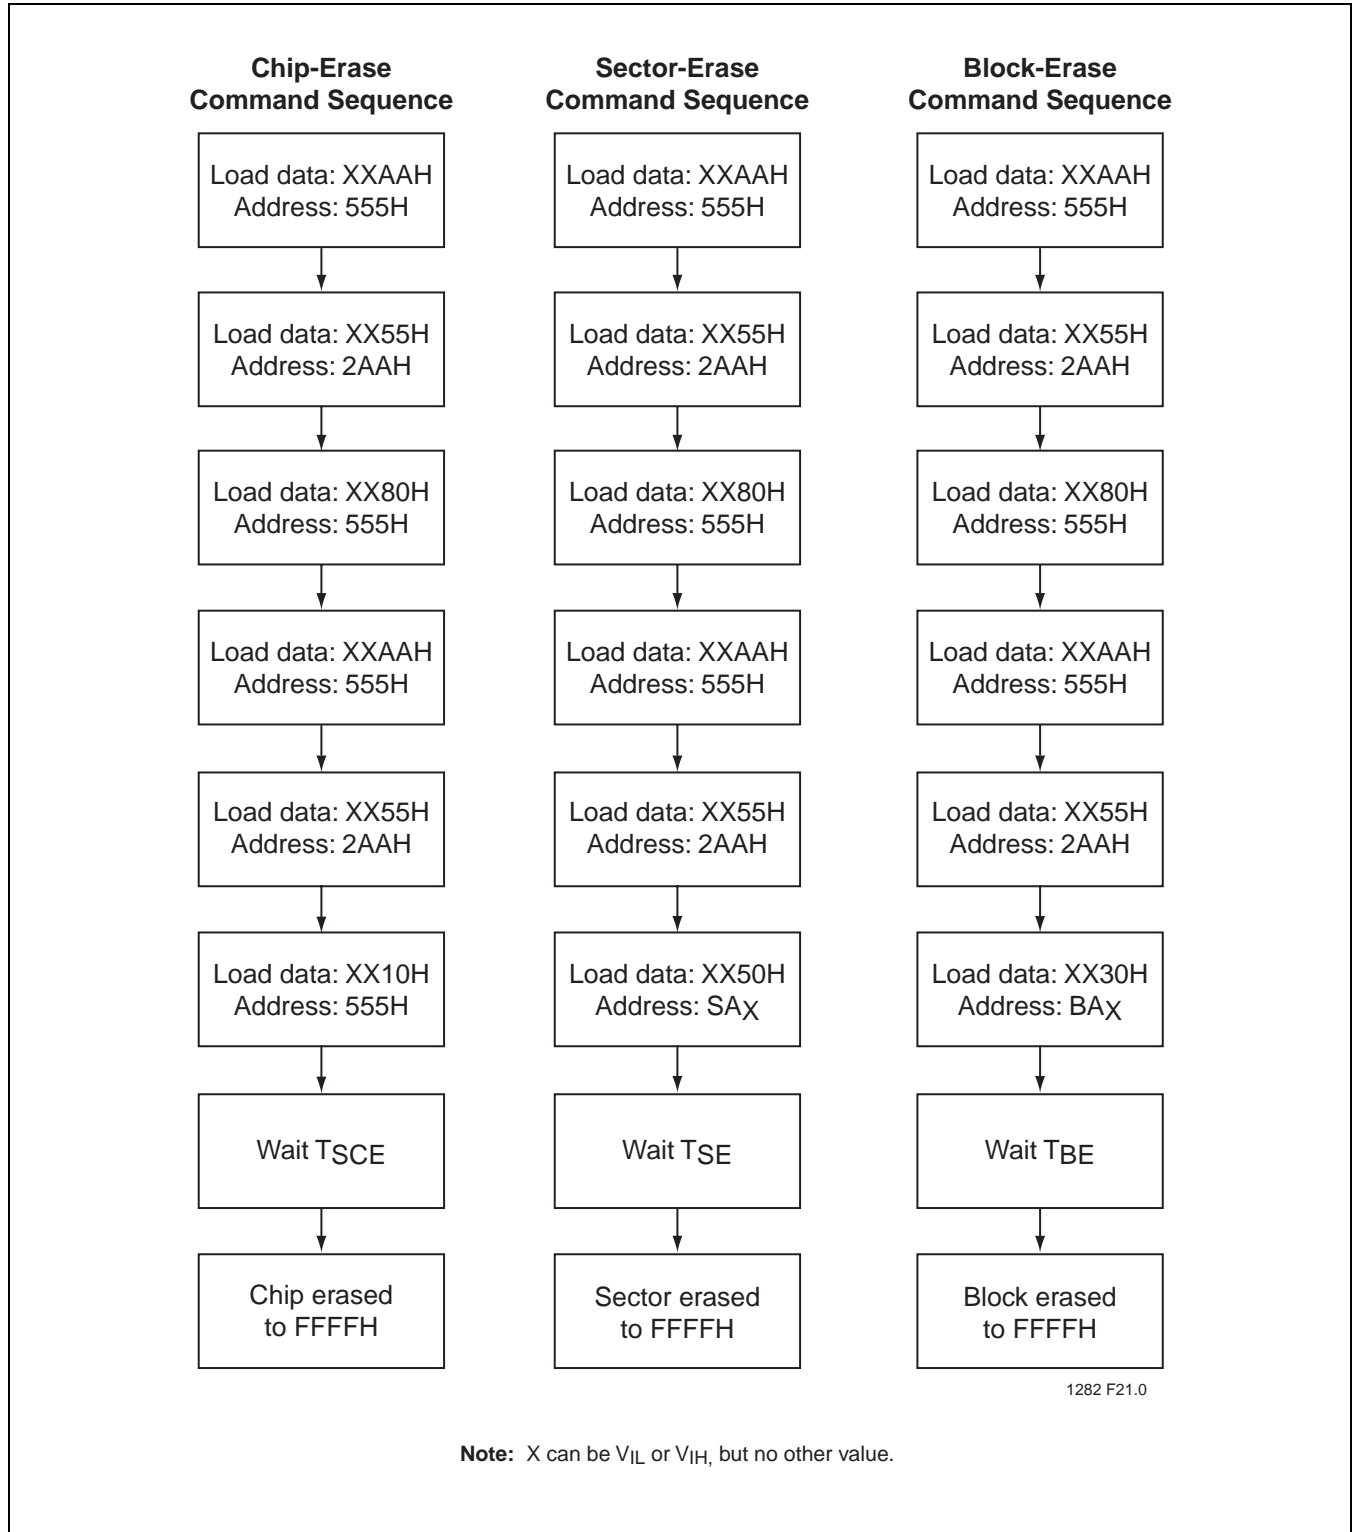 Chip-Erase
Command Sequence
Load data: XXAAH
Address: 555H
Load data: XX55H
Address: 2AAH
Load data: XX80H
Address: 555H
Load data: XXAAH
Address: 555H
Load data: XX55H
Address: 2AAH
Load data: XX10H
Address: 555H
Wait TSCE
Chip erased
to FFFFH
Sector-Erase
Command Sequence
Load data: XXAAH
Address: 555H
Load data: XX55H
Address: 2AAH
Load data: XX80H
Address: 555H
Load data: XXAAH
Address: 555H
Load data: XX55H
Address: 2AAH
Load data: XX50H
Address: SAX
Wait TSE
Sector erased
to FFFFH
Block-Erase
Command Sequence
Load data: XXAAH
Address: 555H
Load data: XX55H
Address: 2AAH
Load data: XX80H
Address: 555H
Load data: XXAAH
Address: 555H
Load data: XX55H
Address: 2AAH
Load data: XX30H
Address: BAX
Wait TBE
Block erased
to FFFFH
1282 F21.0
Note: X can be VIL or VIH, but no other value.